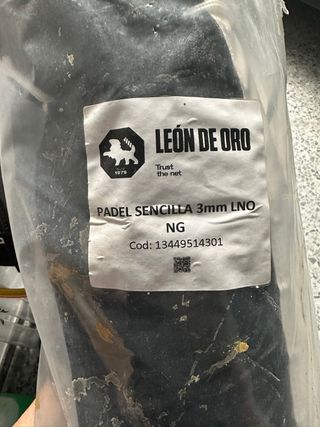 LEÓN DE ORO
Trust
the net
1979
PADEL SENCILLA 3mm LNO
NG
Cod: 13449514301